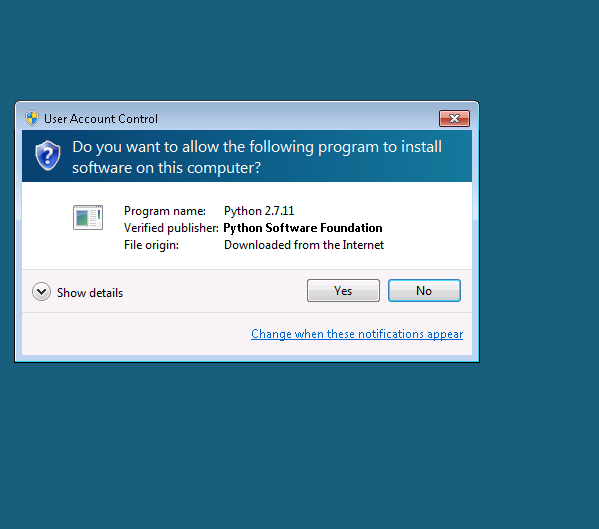 User Account Control
Do you want to allow the following program to install
software on this computer?
Program name: Python 2.7.11
Verified publisher: Python Software Foundation
File origin: Downloaded from the Internet
Show details Yes No
Change when these notifications appear